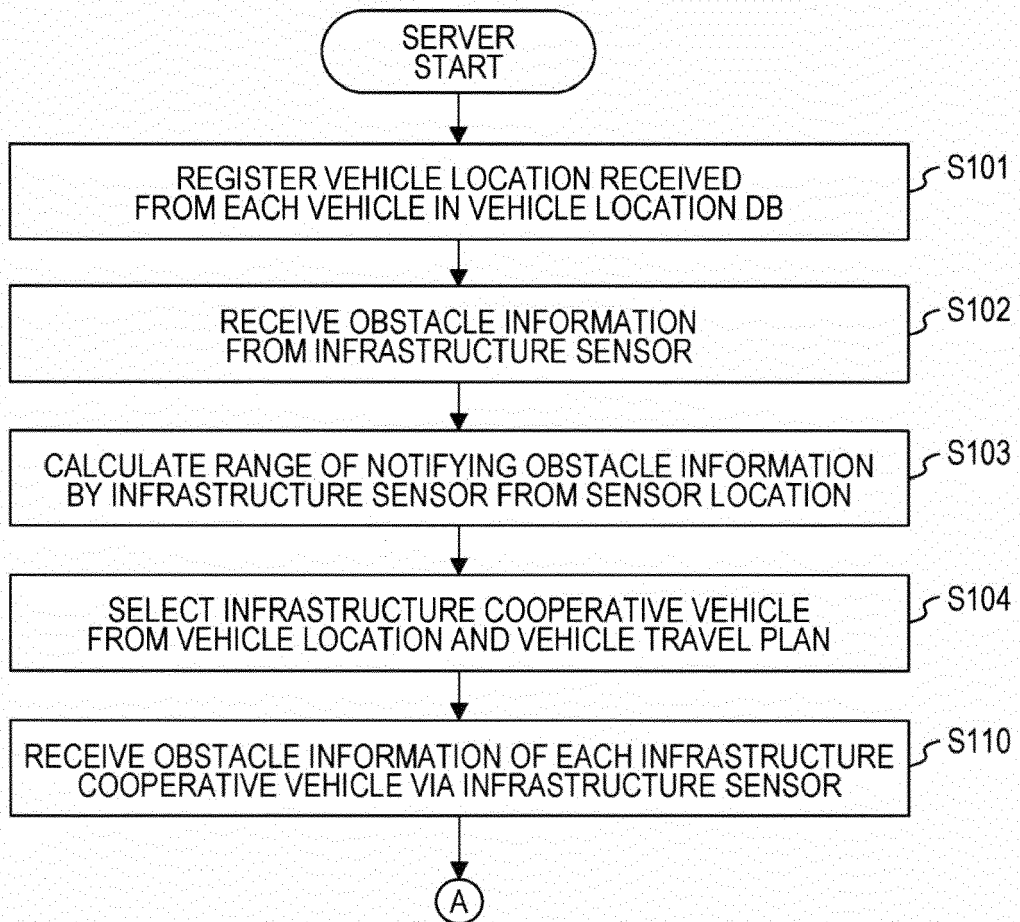 SERVER
START
REGISTER VEHICLE LOCATION RECEIVED
FROM EACH VEHICLE IN VEHICLE LOCATION DB
S101
RECEIVE OBSTACLE INFORMATION
FROM INFRASTRUCTURE SENSOR
S102
CALCULATE RANGE OF NOTIFYING OBSTACLE INFORMATION
BY INFRASTRUCTURE SENSOR FROM SENSOR LOCATION
S103
SELECT INFRASTRUCTURE COOPERATIVE VEHICLE
FROM VEHICLE LOCATION AND VEHICLE TRAVEL PLAN
S104
RECEIVE OBSTACLE INFORMATION OF EACH INFRASTRUCTURE
COOPERATIVE VEHICLE VIA INFRASTRUCTURE SENSOR
S110
A